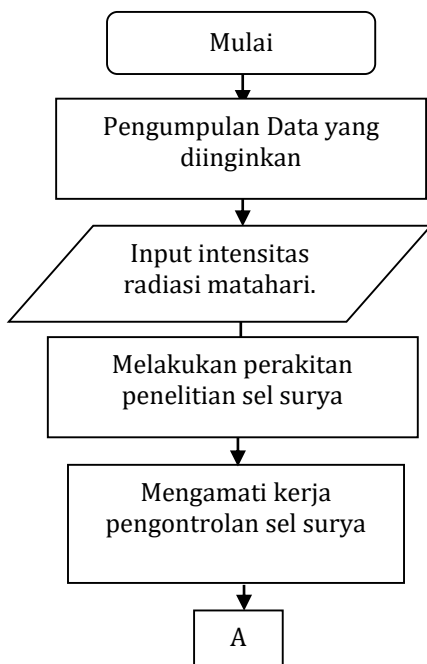 Mulai
Pengumpulan Data yang
diinginkan
Input intensitas
radiasi matahari.
Melakukan perakitan
penelitian sel surya
Mengamati kerja
pengontrolan sel surya
A